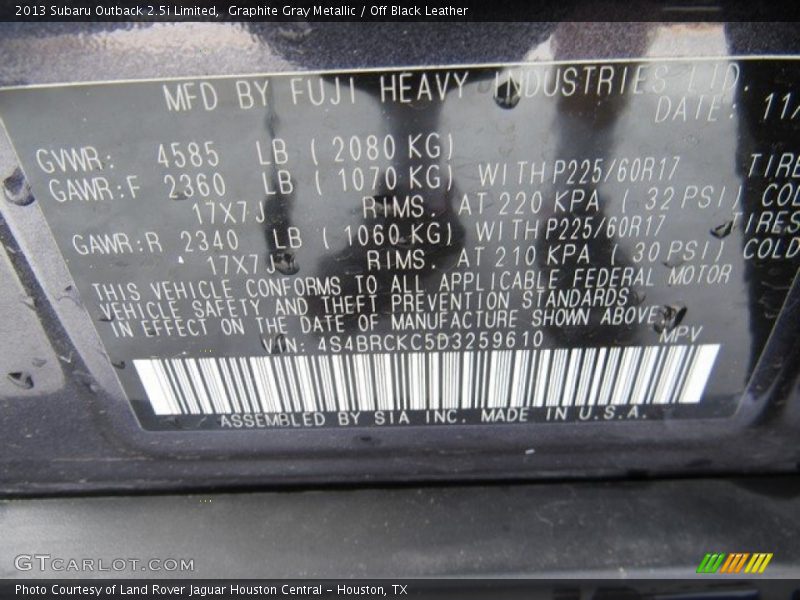 2013 Subaru Outback 2.5i Limited, Graphite Gray Metallic / Off Black Leather
MFD BY FUJI HEAVY INDUSTRIES LTD.
DATE: 11/
GVWR: 4585 LB ( 2080 KG)
GAWR:F 2360 LB ( 1070 KG) WITH P225/60R17 TIRE
17X7J RIMS. AT 220 KPA ( 32 PSI) COL
GAWR:R 2340 LB ( 1060 KG) WITH P225/60R17 TIRES
17X7J RIMS. AT 210 KPA ( 30 PSI) COLD
THIS VEHICLE CONFORMS TO ALL APPLICABLE FEDERAL MOTOR
VEHICLE SAFETY AND THEFT PREVENTION STANDARDS
IN EFFECT ON THE DATE OF MANUFACTURE SHOWN ABOVE
VIN: 4S4BRCKC5D3259610 MPV
ASSEMBLED BY SIA INC. MADE IN U.S.A.
GTCARLOT.COM
Photo Courtesy of Land Rover Jaguar Houston Central – Houston, TX